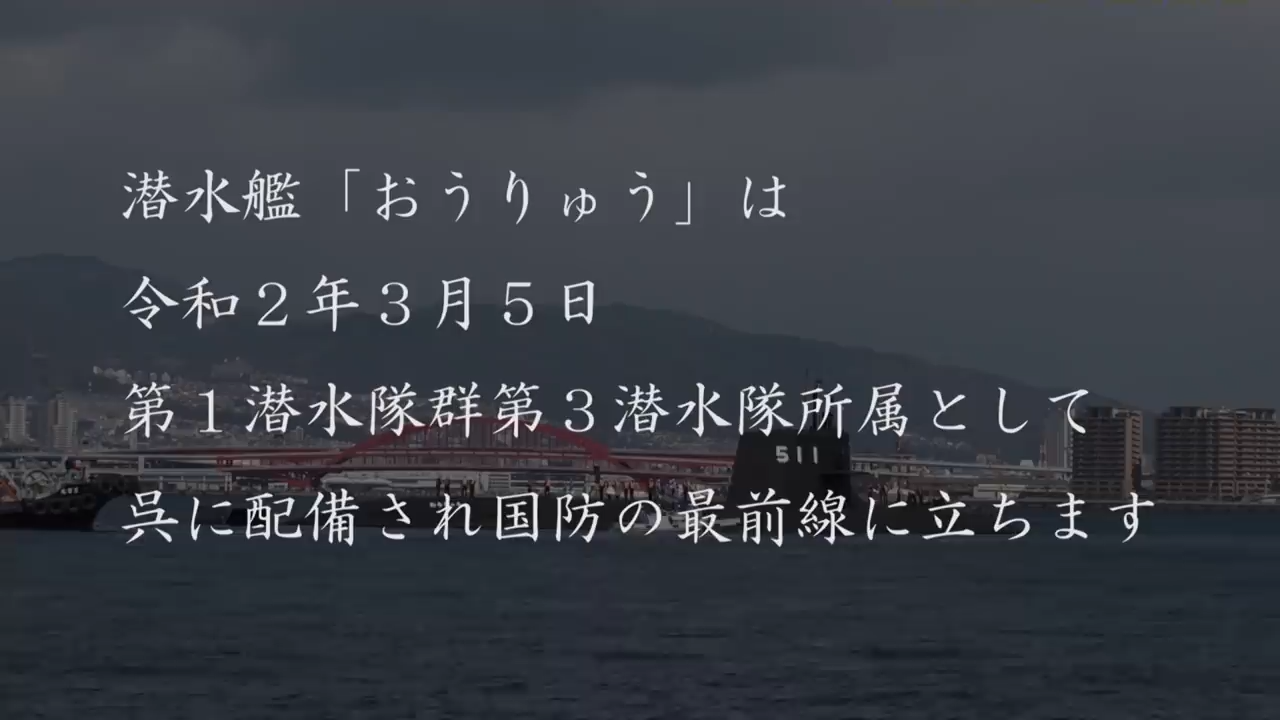 潜水艦「おうりゅう」は
令和２年３月５日
第１潜水隊群第３潜水隊所属として
511
呉に配備され国防の最前線に立ちます